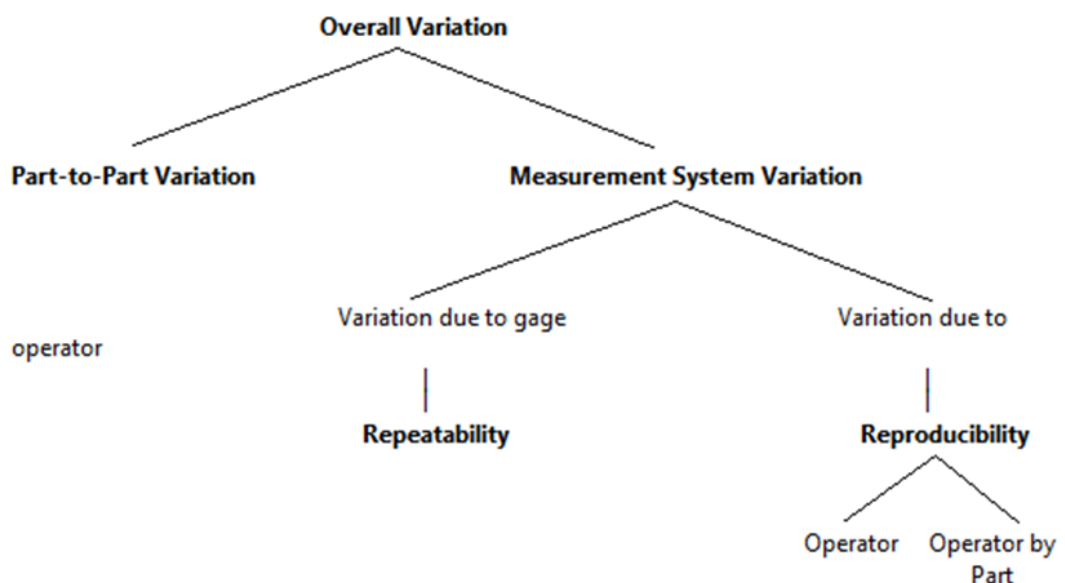 Overall Variation
Part-to-Part Variation
Measurement System Variation
Variation due to gage
Variation due to
operator
Repeatability
Reproducibility
Operator
Operator by
Part